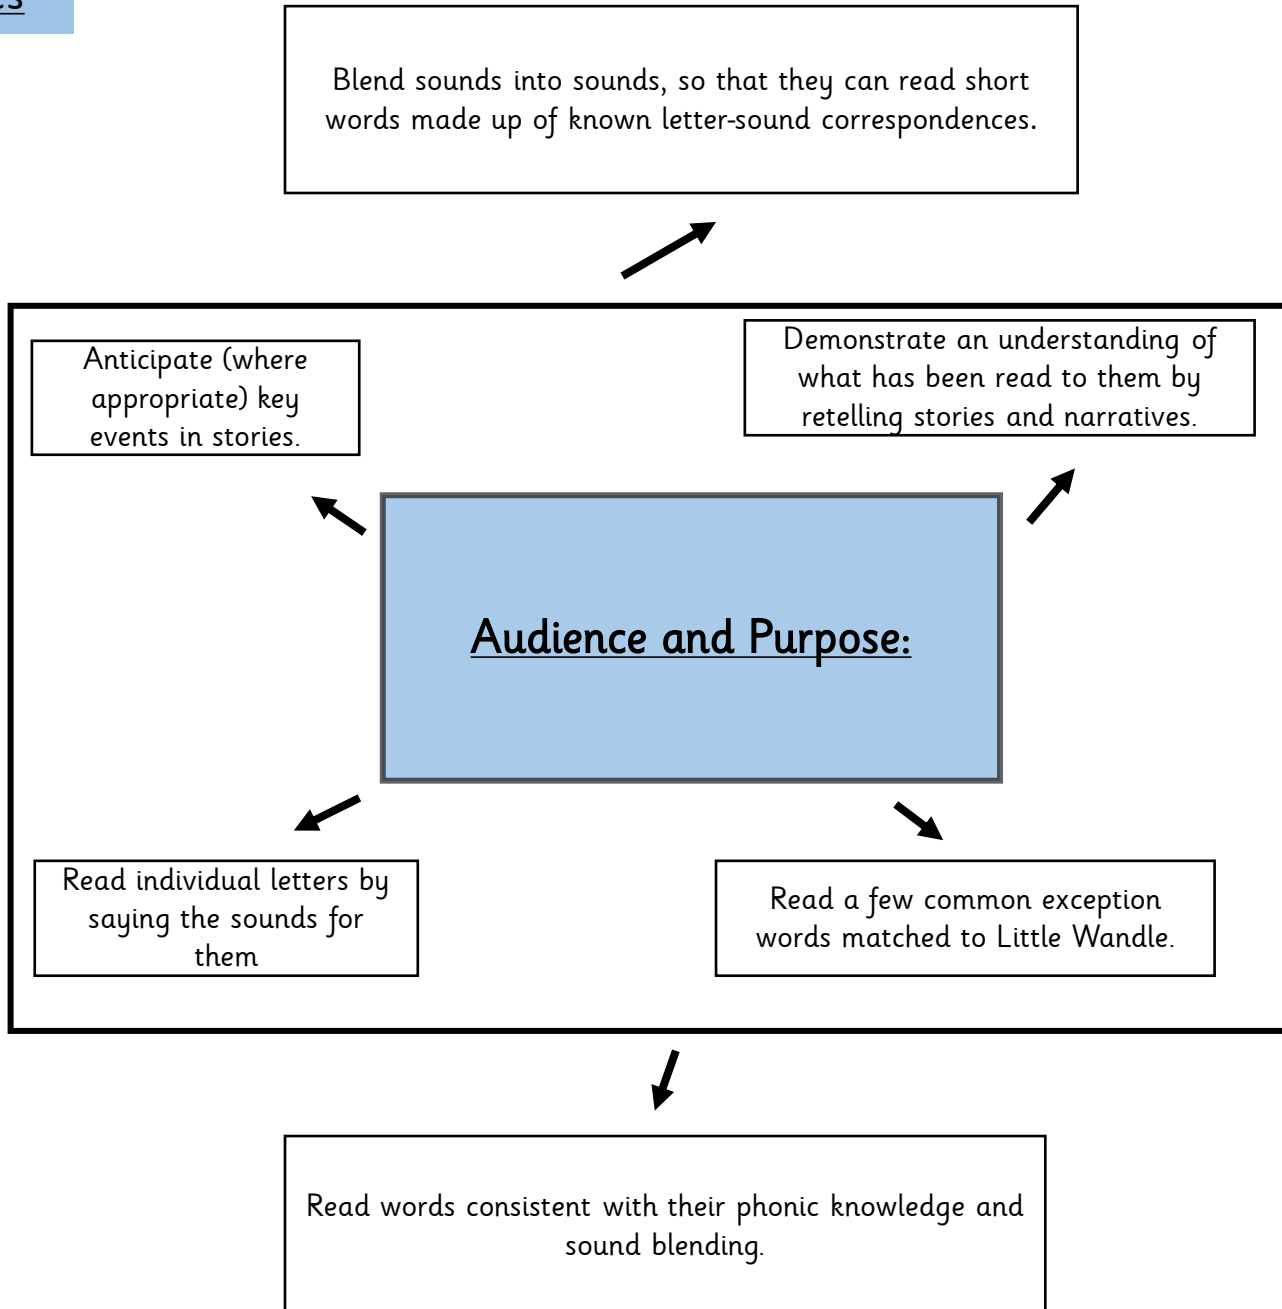 Blend sounds into sounds, so that they can read short
words made up of known letter-sound correspondences.
Anticipate (where
appropriate) key
events in stories.
Demonstrate an understanding of
what has been read to them by
retelling stories and narratives.
Audience and Purpose:
Read individual letters by
saying the sounds for
them
Read a few common exception
words matched to Little Wandle.
Read words consistent with their phonic knowledge and
sound blending.